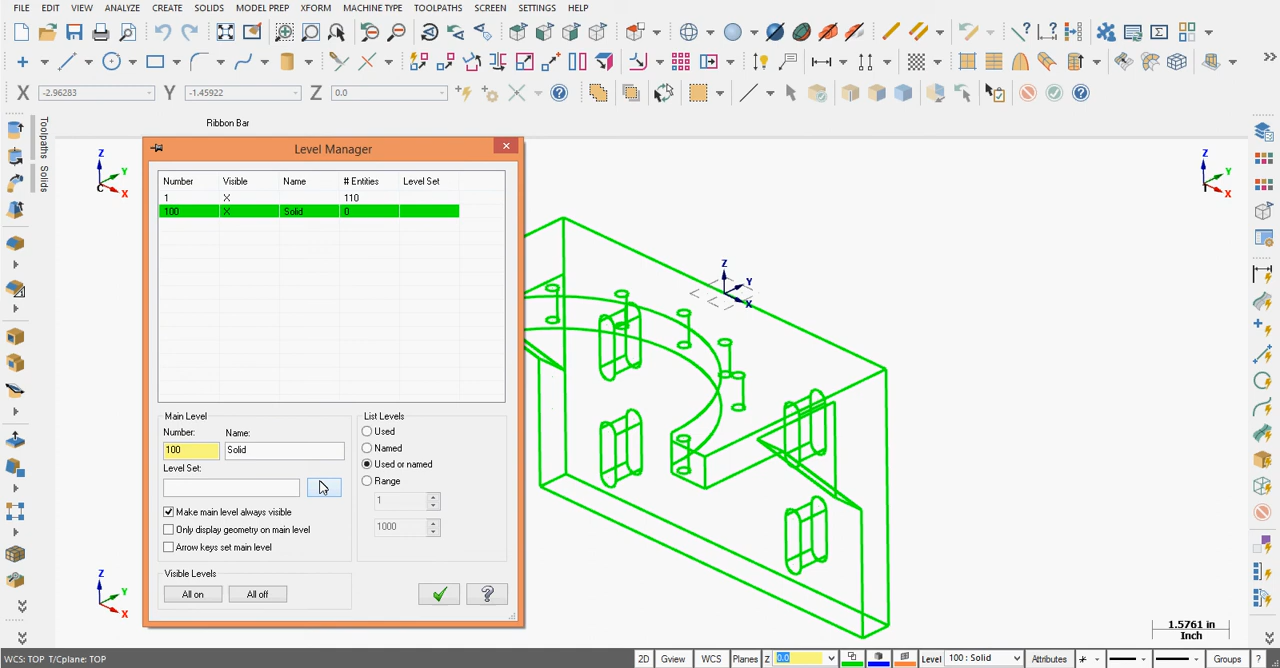 FILE EDIT VIEW ANALYZE CREATE SOLIDS MODEL PREP XFORM MACHINE TYPE TOOLPATHS SCREEN SETTINGS HELP
X -2.96283 Y -1.45922 Z 0.0
Ribbon Bar
Toolpaths
Solids
Level Manager
Number Visible Name # Entities Level Set
1 X 110
100 X Solid 0
Main Level
Number: Name:
100 Solid
Level Set:
Make main level always visible
Only display geometry on main level
Arrow keys set main level
List Levels
Used
Named
Used or named
Range
1
1000
Visible Levels
All on All off
Z
Y
X
C
Z
Y
X
Z
Y
X
C
Z
Y
X
T
1.5761 in
Inch
WCS: TOP T/Cplane: TOP
2D Gview WCS Planes Z 0.0 Level 100 : Solid Attributes Groups ?